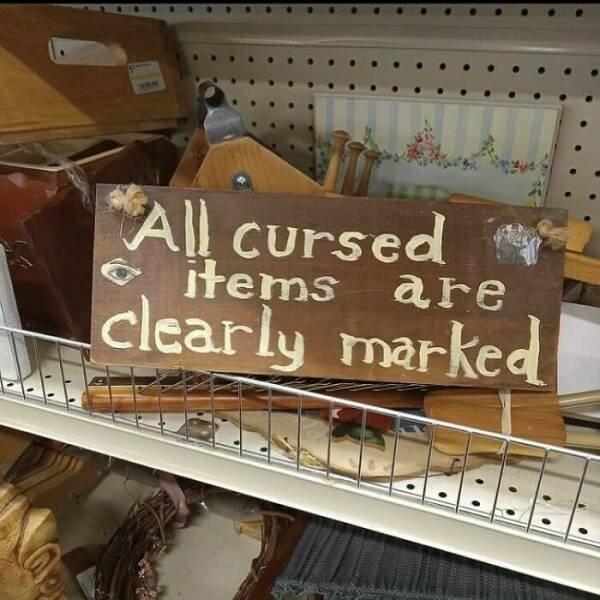 All cursed
items are
clearly marked